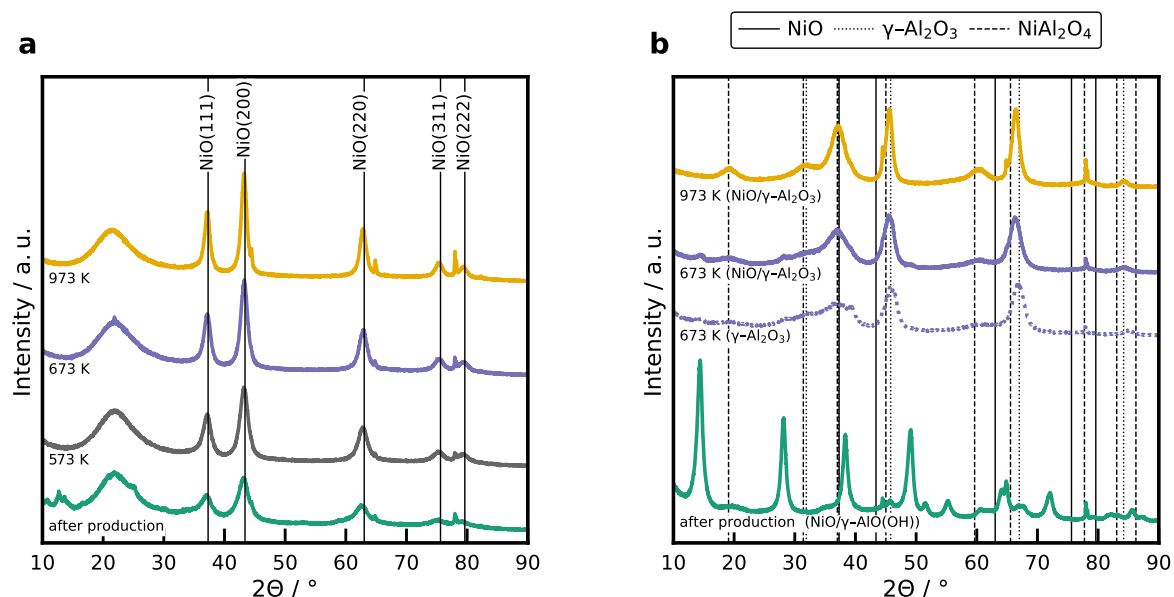 a
NiO(111)
NiO(200)
NiO(220)
NiO(311)
NiO(222)
973 K
673 K
573 K
after production
Intensity / a. u.
10 20 30 40 50 60 70 80 90
2Θ / °
b
NiO γ–Al₂O₃ NiAl₂O₄
973 K (NiO/γ–Al₂O₃)
673 K (NiO/γ–Al₂O₃)
673 K (γ–Al₂O₃)
after production (NiO/γ–AlO(OH))
Intensity / a. u.
10 20 30 40 50 60 70 80 90
2Θ / °